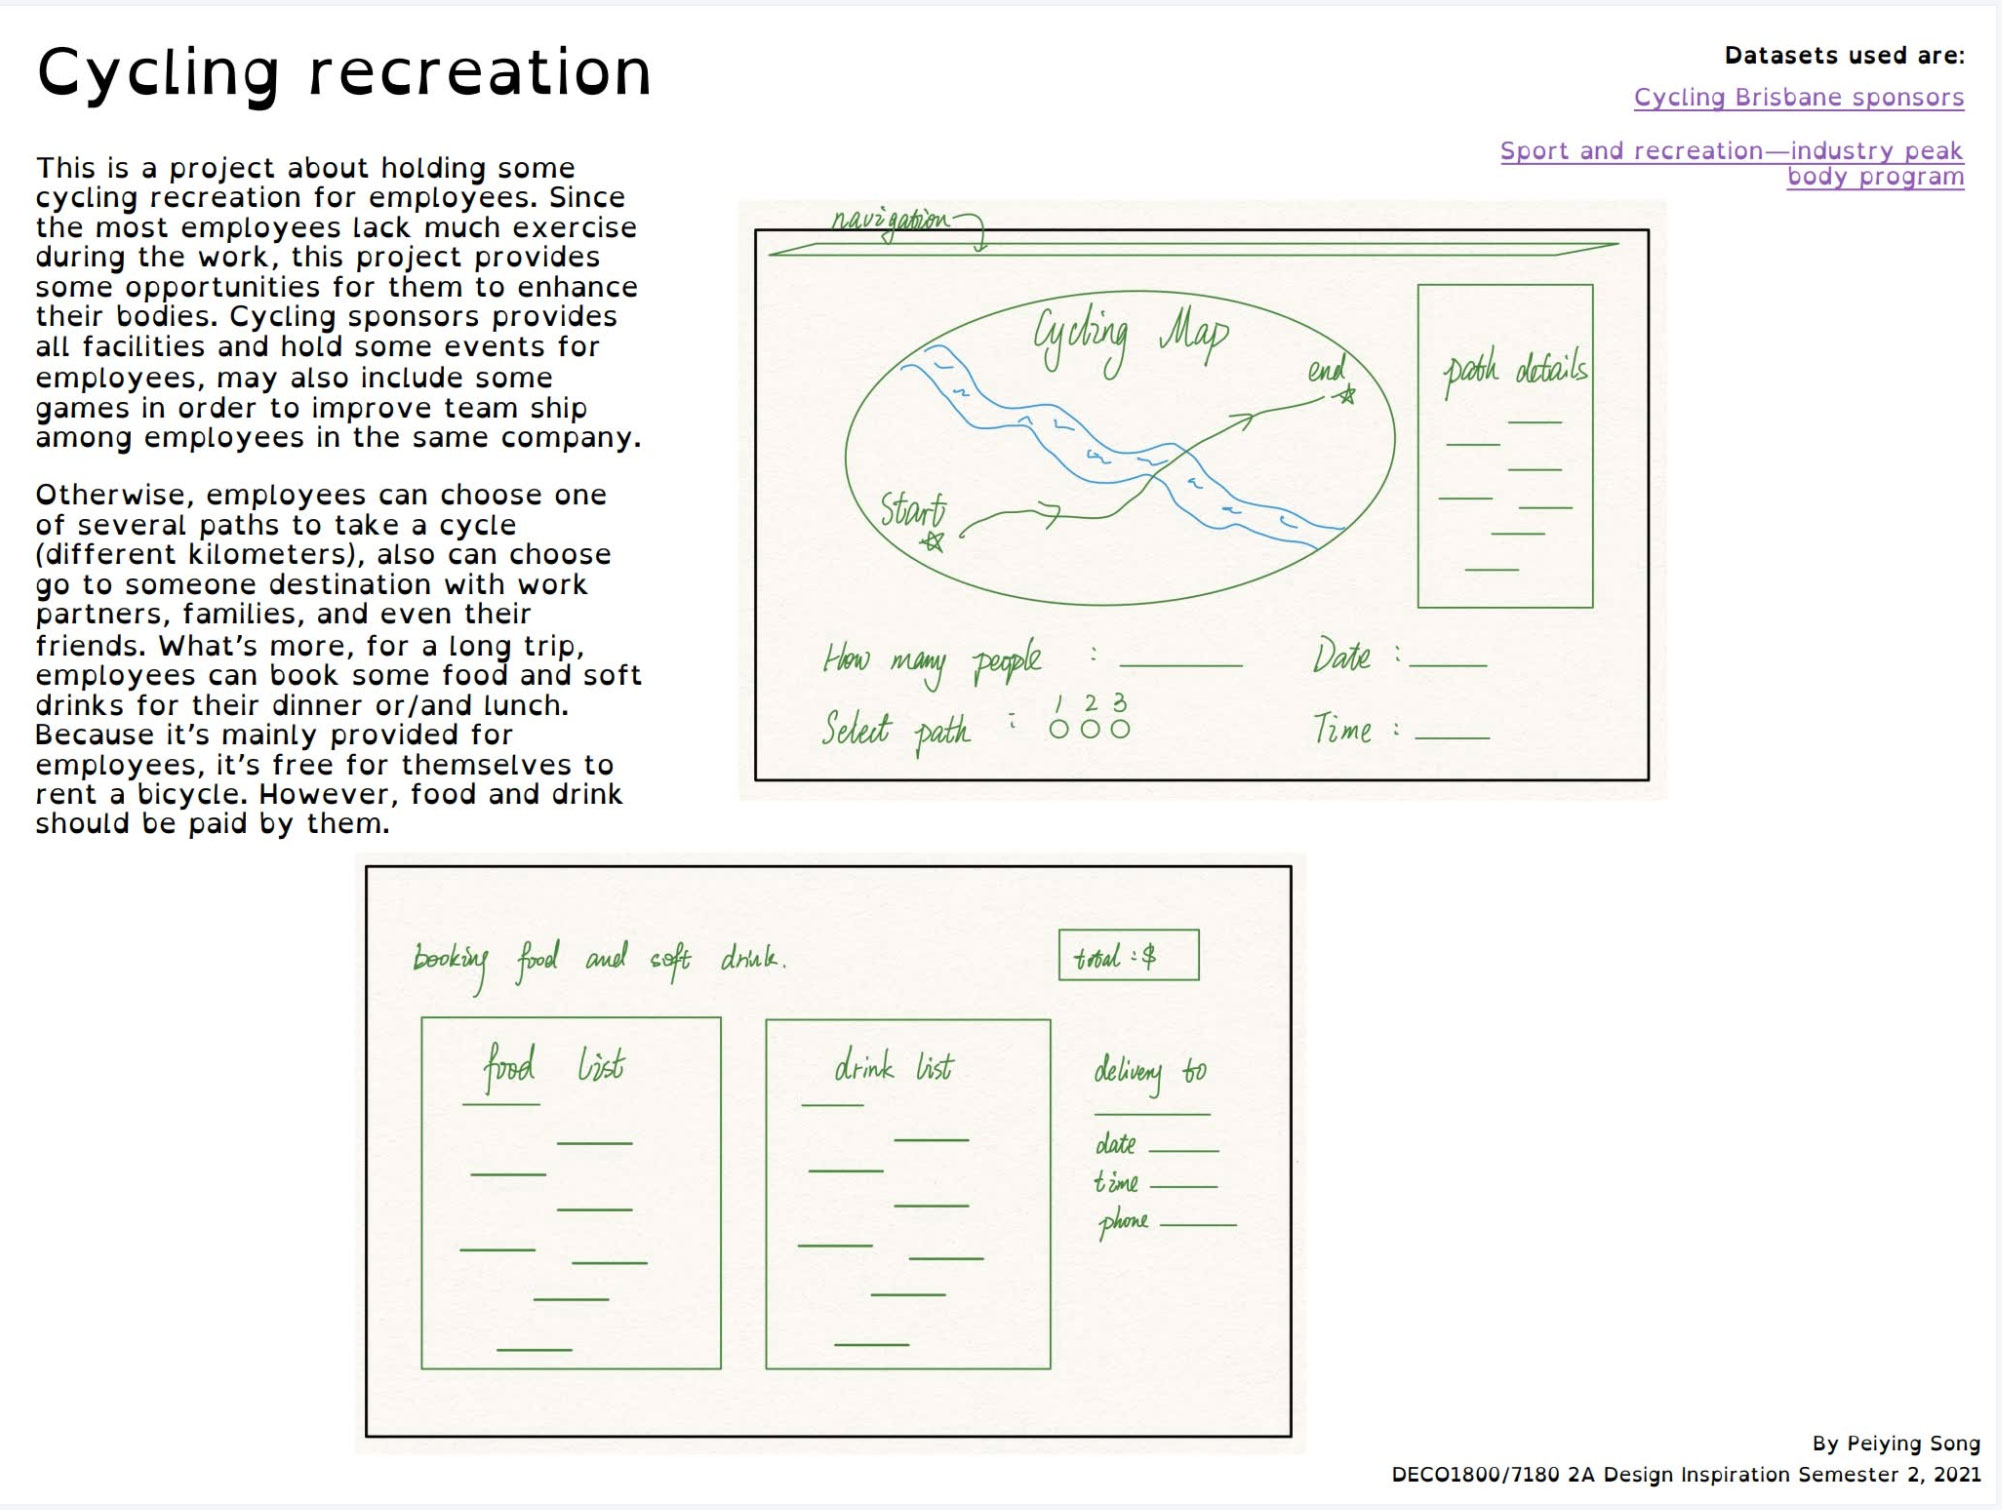 Cycling recreation
This is a project about holding some
cycling recreation for employees. Since
the most employees lack much exercise
during the work, this project provides
some opportunities for them to enhance
their bodies. Cycling sponsors provides
all facilities and hold some events for
employees, may also include some
games in order to improve team ship
among employees in the same company.
Otherwise, employees can choose one
of several paths to take a cycle
(different kilometers), also can choose
go to someone destination with work
partners, families, and even their
friends. What’s more, for a long trip,
employees can book some food and soft
drinks for their dinner or/and lunch.
Because it’s mainly provided for
employees, it’s free for themselves to
rent a bicycle. However, food and drink
should be paid by them.
Datasets used are:
Cycling Brisbane sponsors
Sport and recreation—industry peak
body program
navigation
Cycling Map
end
Start
path details
How many people :
Date :
1 2 3
Select path :
Time :
booking food and soft drink.
total : $
food list
drink list
delivery to
date
time
phone
By Peiying Song
DECO1800/7180 2A Design Inspiration Semester 2, 2021